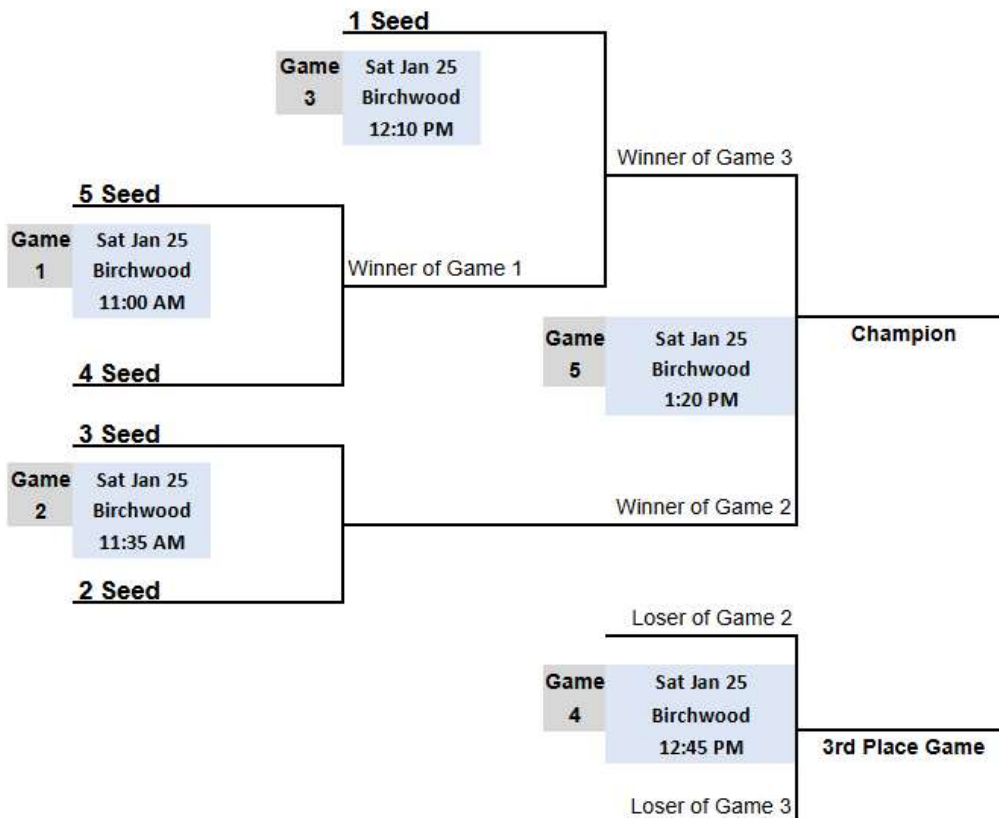 1 Seed
Game
3
Sat Jan 25
Birchwood
12:10 PM
Winner of Game 3
5 Seed
Game
1
Sat Jan 25
Birchwood
11:00 AM
Winner of Game 1
4 Seed
Game
5
Sat Jan 25
Birchwood
1:20 PM
Champion
3 Seed
Game
2
Sat Jan 25
Birchwood
11:35 AM
Winner of Game 2
2 Seed
Loser of Game 2
Game
4
Sat Jan 25
Birchwood
12:45 PM
3rd Place Game
Loser of Game 3